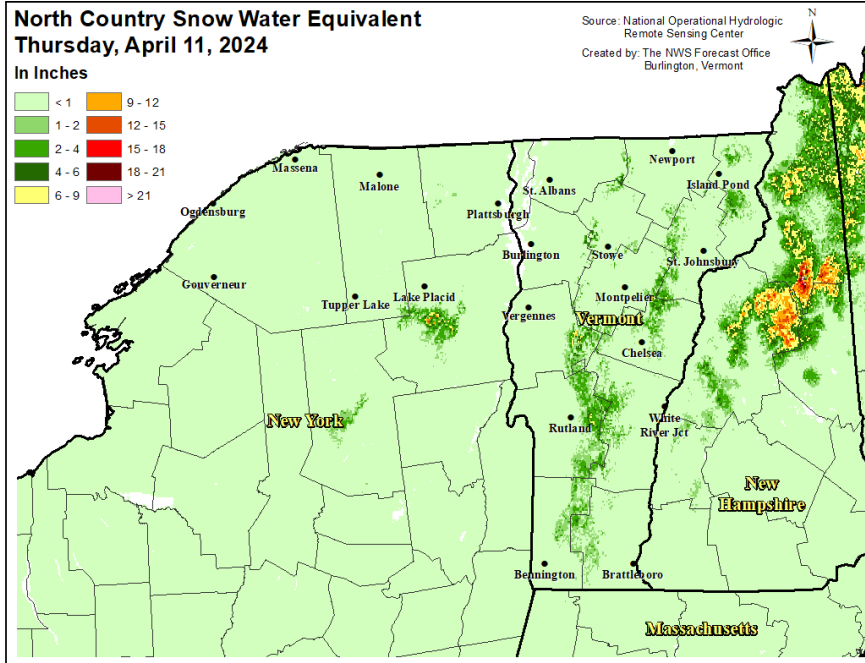 North Country Snow Water Equivalent
Thursday, April 11, 2024
In Inches
Source: National Operational Hydrologic
Remote Sensing Center
Created by: The NWS Forecast Office
Burlington, Vermont
N
< 1
9 - 12
1 - 2
12 - 15
2 - 4
15 - 18
4 - 6
18 - 21
6 - 9
> 21
Massena
Malone
Newport
St. Albans
Island Pond
Ogdensburg
Plattsburgh
Burlington
Stowe
St. Johnsbury
Gouverneur
Tupper Lake
Lake Placid
Montpelier
Vergennes
Vermont
Chelsea
New York
Rutland
White
River Jct
New
Hampshire
Bennington
Brattleboro
Massachusetts